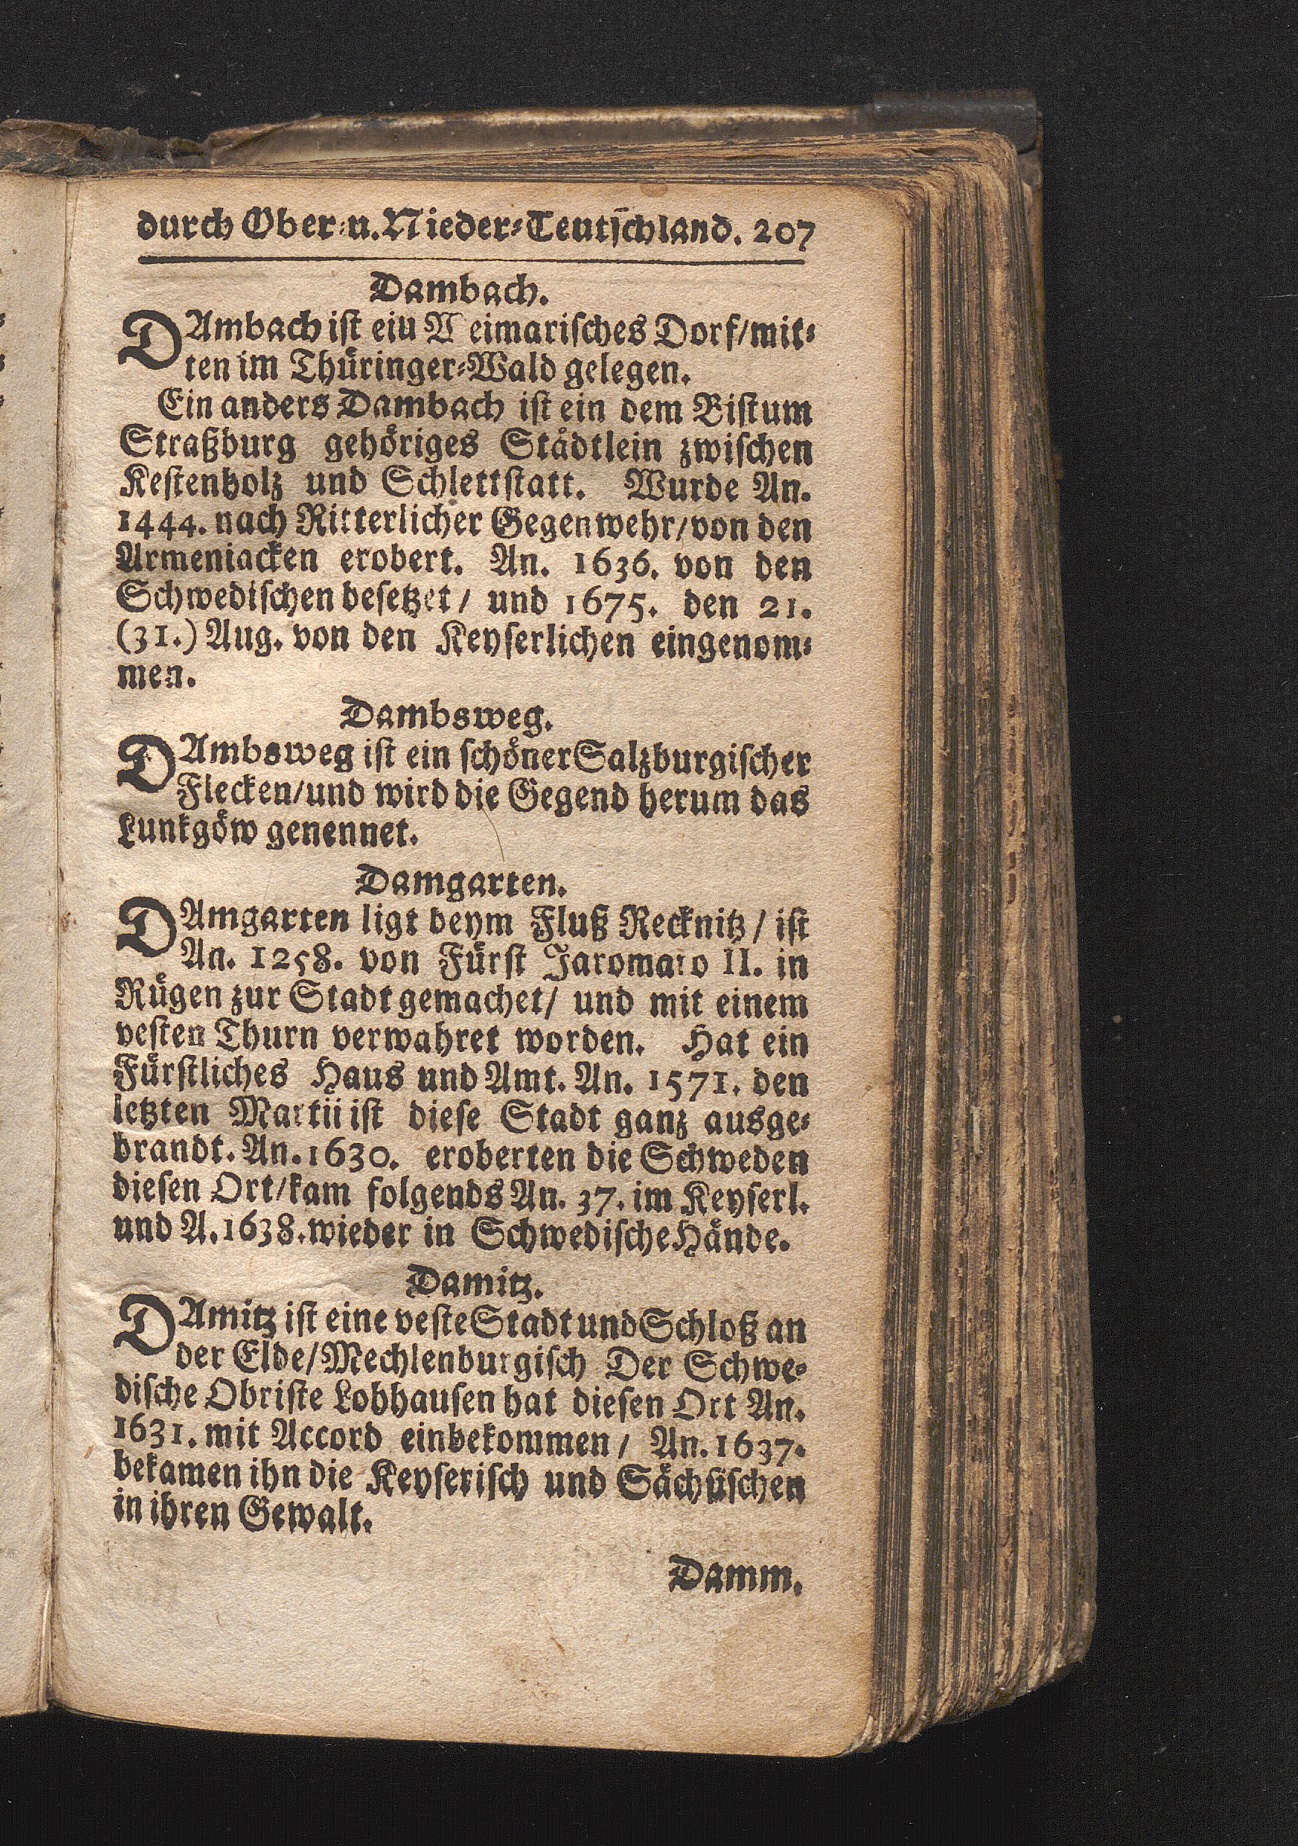 durch Ober- u. Nieder-Teutschland. 207
Dambach.
DAmbach ist eiu Weimarisches Dorf/mit-
ten im Thüringer-Wald gelegen.
Ein anders Dambach ist ein dem Bistum
Straßburg gehöriges Städtlein zwischen
Kestenholz und Schlettstatt. Wurde An.
1444. nach Ritterlicher Gegenwehr/von den
Armeniacken erobert. An. 1636. von den
Schwedischen besetzet / und 1675. den 21.
(31.) Aug. von den Keyserlichen eingenom-
men.
Dambsweg.
DAmbsweg ist ein schöner Salzburgischer
Flecken/und wird die Gegend herum das
Lunkgöw genennet.
Damgarten.
DAmgarten ligt beym Fluß Recknitz / ist
An. 1258. von Fürst Jaromaro II. in
Rügen zur Stadt gemachet/ und mit einem
vesten Thurn verwahret worden. Hat ein
Fürstliches Haus und Amt. An. 1571. den
letzten Martii ist diese Stadt ganz ausge-
brandt. An. 1630. eroberten die Schweden
diesen Ort/kam folgends An. 37. im Keyserl.
und A. 1638. wieder in Schwedische Hände.
Damitz.
DAmitz ist eine veste Stadt und Schloß an
der Elde/Mechlenburgisch Der Schwe-
dische Obriste Lohhausen hat diesen Ort An.
1631. mit Accord einbekommen / An. 1637.
bekamen ihn die Keyserisch und Sächsischen
in ihren Gewalt.
Damm.